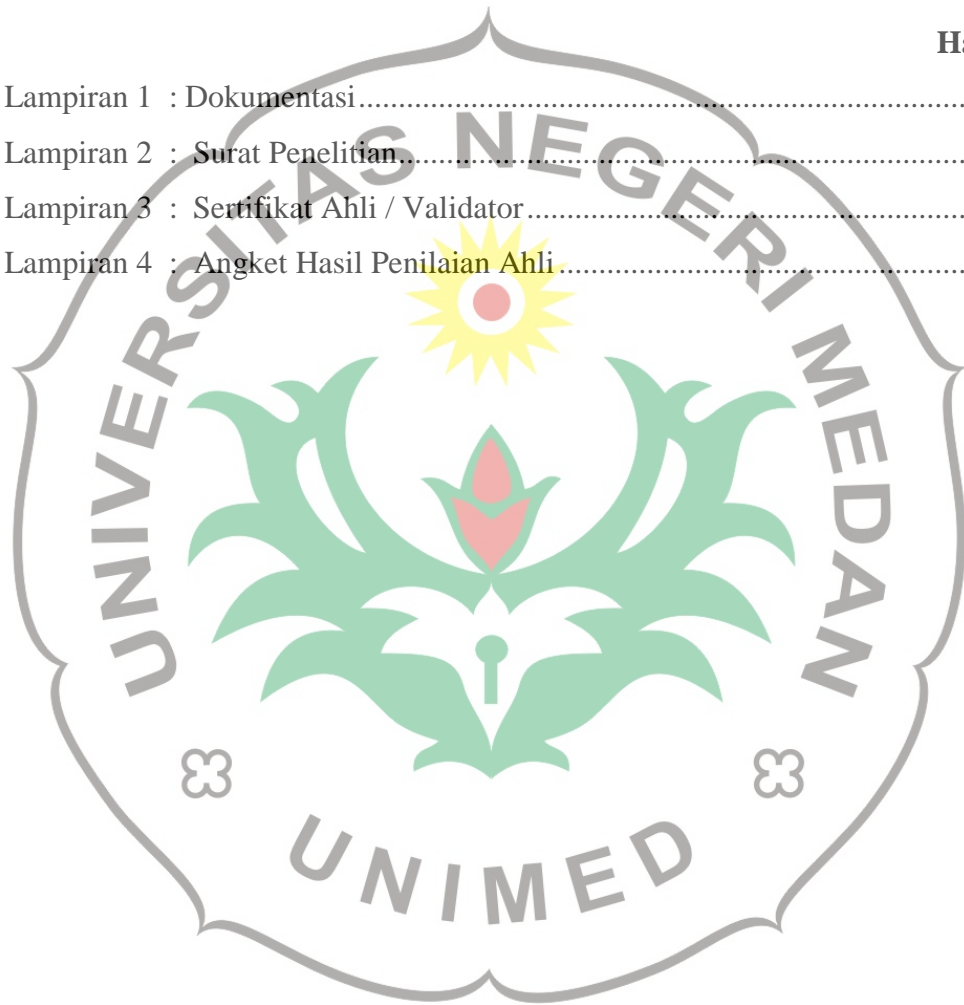 Ha
Lampiran 1 : Dokumentasi....................................................................................
Lampiran 2 : Surat Penelitian................................................................................
Lampiran 3 : Sertifikat Ahli / Validator...............................................................
Lampiran 4 : Angket Hasil Penilaian Ahli...........................................................
UNIVERSITAS NEGERI MEDAN
UNIMED